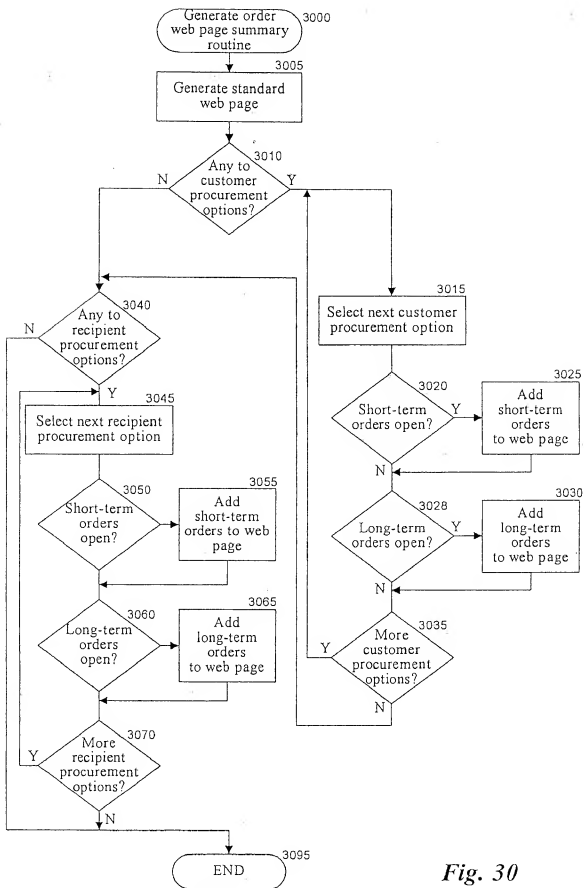 Generate order
web page summary
routine
3000
3005
Generate standard
web page
3010
Any to
customer
procurement
options?
N
Y
3040
Any to
recipient
procurement
options?
N
Y
3045
Select next recipient
procurement option
3050
Short-term
orders
open?
3055
Add
short-term
orders to web
page
3060
Long-term
orders
open?
3065
Add
long-term
orders
to web page
3070
More
recipient
procurement
options?
Y
N
3015
Select next customer
procurement option
3020
Short-term
orders open?
Y
N
3025
Add
short-term
orders
to web page
3028
Long-term
orders open?
Y
N
3030
Add
long-term
orders
to web page
3035
More
customer
procurement
options?
Y
N
3095
END
Fig. 30